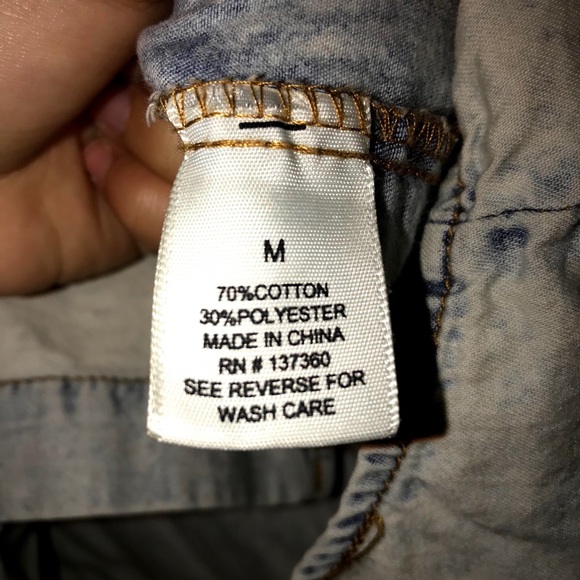 M
70%COTTON
30%POLYESTER
MADE IN CHINA
RN # 137360
SEE REVERSE FOR
WASH CARE